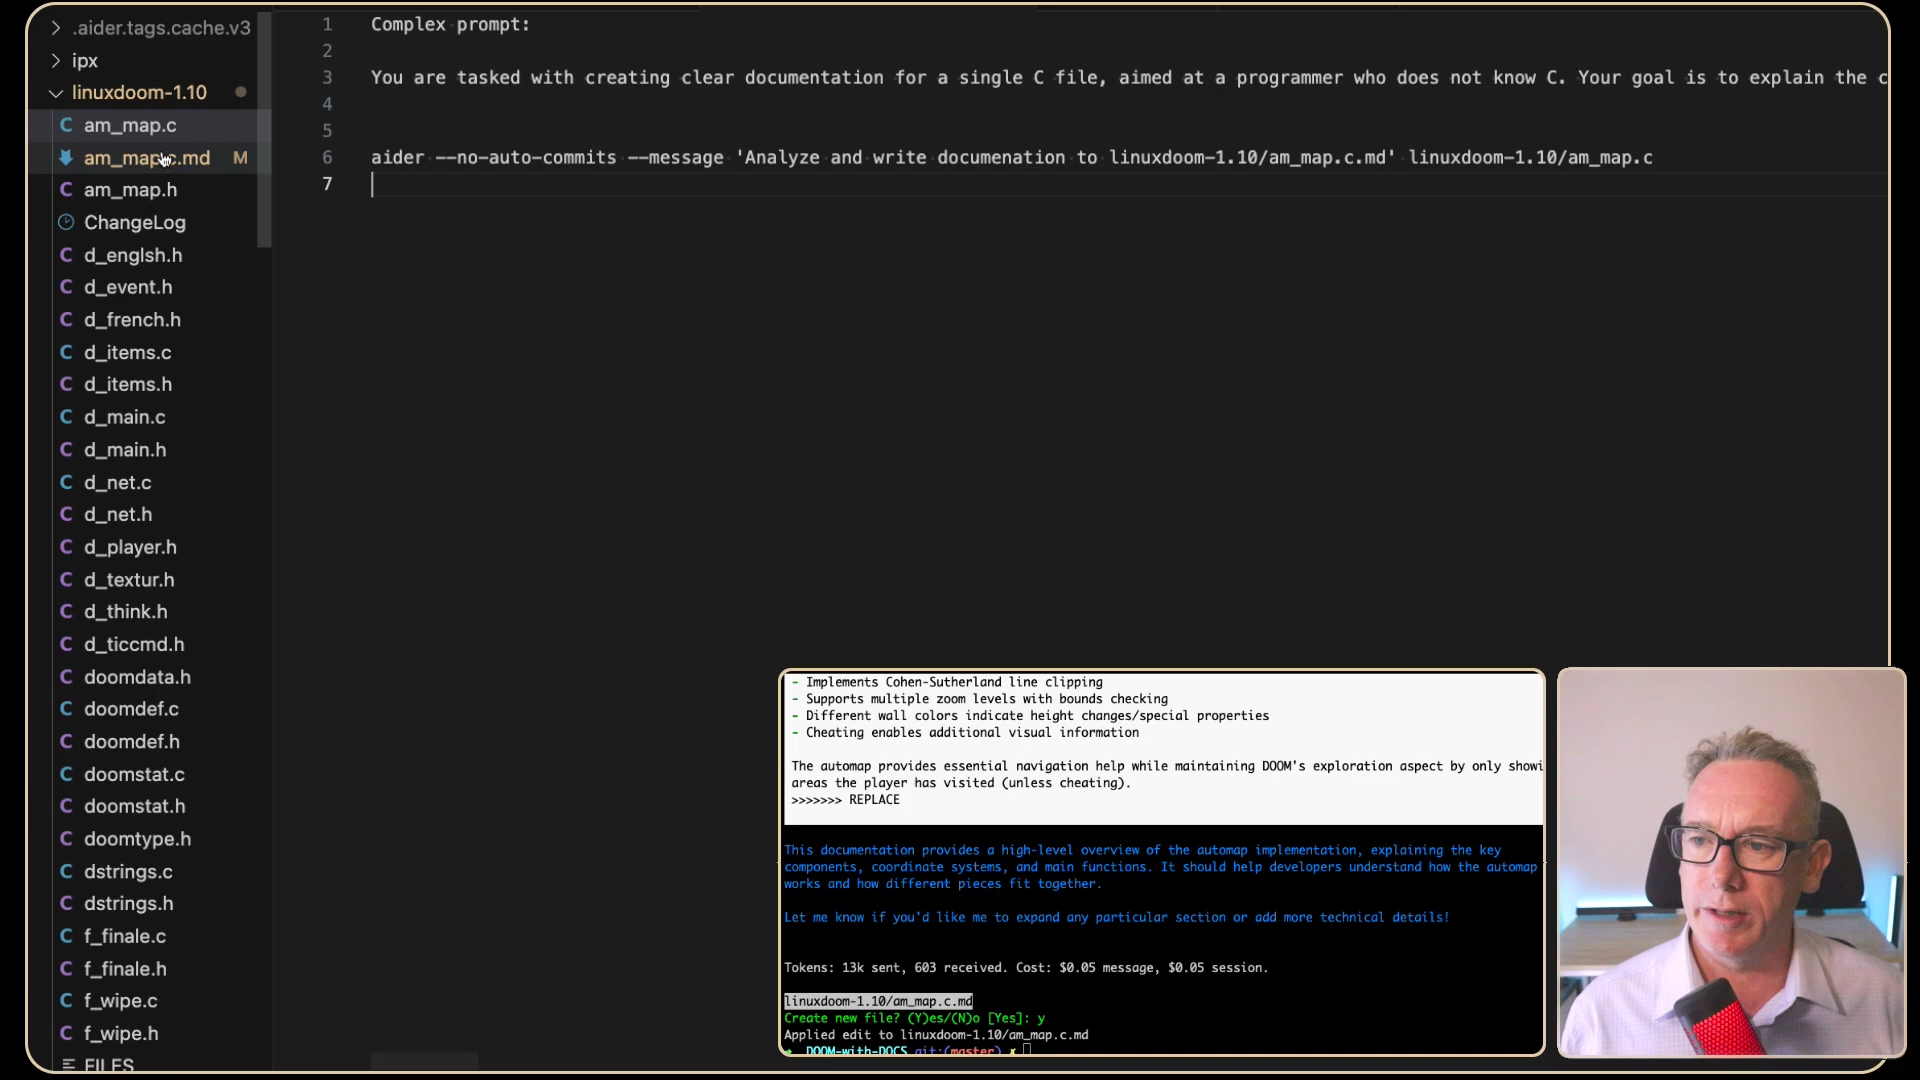 .aider.tags.cache.v3
ipx
linuxdoom-1.10
C am_map.c
am_map.c.md M
C am_map.h
ChangeLog
C d_englsh.h
C d_event.h
C d_french.h
C d_items.c
C d_items.h
C d_main.c
C d_main.h
C d_net.c
C d_net.h
C d_player.h
C d_textur.h
C d_think.h
C d_ticcmd.h
C doomdata.h
C doomdef.c
C doomdef.h
C doomstat.c
C doomstat.h
C doomtype.h
C dstrings.c
C dstrings.h
C f_finale.c
C f_finale.h
C f_wipe.c
C f_wipe.h
FILES
1 Complex prompt:
2
3 You are tasked with creating clear documentation for a single C file, aimed at a programmer who does not know C. Your goal is to explain the c
4
5
6 aider --no-auto-commits --message 'Analyze and write documenation to linuxdoom-1.10/am_map.c.md' linuxdoom-1.10/am_map.c
7
- Implements Cohen-Sutherland line clipping
- Supports multiple zoom levels with bounds checking
- Different wall colors indicate height changes/special properties
- Cheating enables additional visual information
The automap provides essential navigation help while maintaining DOOM's exploration aspect by only showi
areas the player has visited (unless cheating).
>>>>>>> REPLACE
This documentation provides a high-level overview of the automap implementation, explaining the key
components, coordinate systems, and main functions. It should help developers understand how the automap
works and how different pieces fit together.
Let me know if you'd like me to expand any particular section or add more technical details!
Tokens: 13k sent, 603 received. Cost: $0.05 message, $0.05 session.
linuxdoom-1.10/am_map.c.md
Create new file? (Y)es/(N)o [Yes]: y
Applied edit to linuxdoom-1.10/am_map.c.md
DOOM-with-DOCS git:(master) ✗